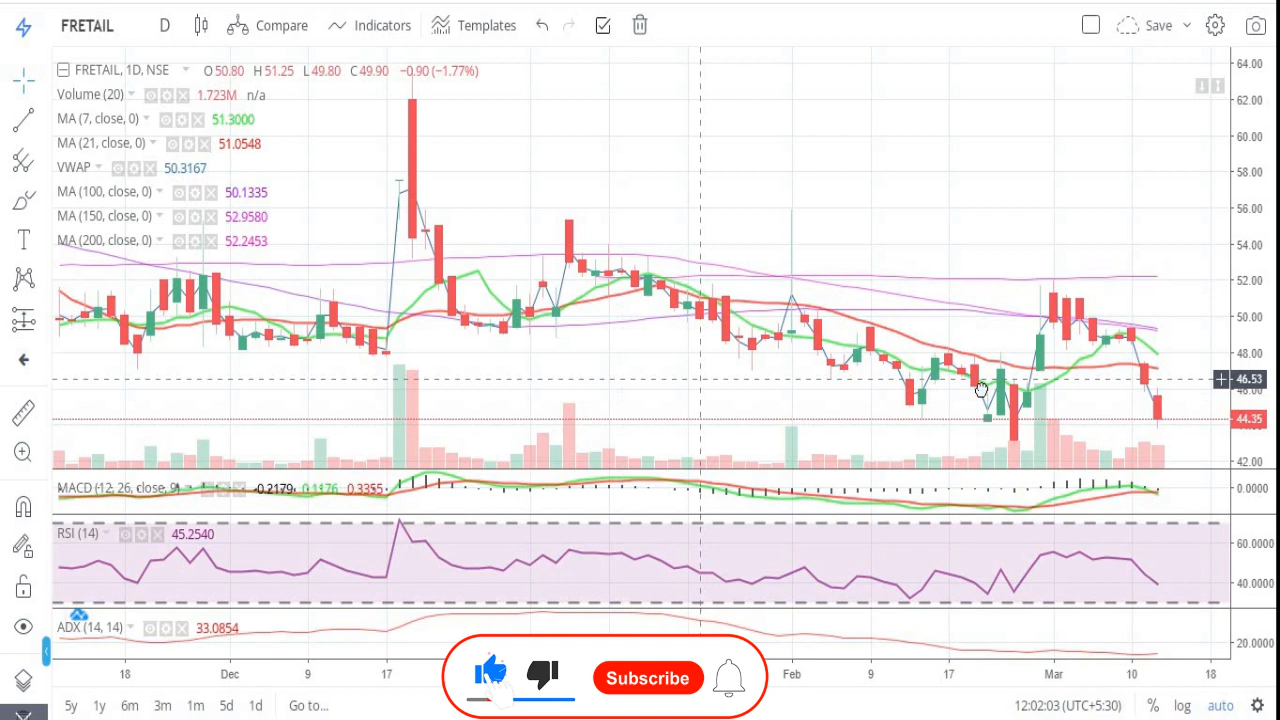 FRETAIL D Compare Indicators Templates Save
FRETAIL, 1D, NSE O50.80 H51.25 L49.80 C49.90 −0.90 (−1.77%)
Volume (20) 1.723M n/a
MA (7, close, 0) 51.3000
MA (21, close, 0) 51.0548
VWAP 50.3167
MA (100, close, 0) 50.1335
MA (150, close, 0) 52.9580
MA (200, close, 0) 52.2453
64.00
62.00
60.00
58.00
56.00
54.00
52.00
50.00
48.00
46.53
44.35
42.00
MACD (12, 26, close, 9) -0.2179 0.1176 0.3355 0.0000
RSI (14) 45.2540
60.0000
40.0000
ADX (14, 14) 33.0854
20.0000
18 Dec 9 17 Feb 9 17 Mar 10 18
Subscribe
5y 1y 6m 3m 1m 5d 1d Go to... 12:02:03 (UTC+5:30) % log auto